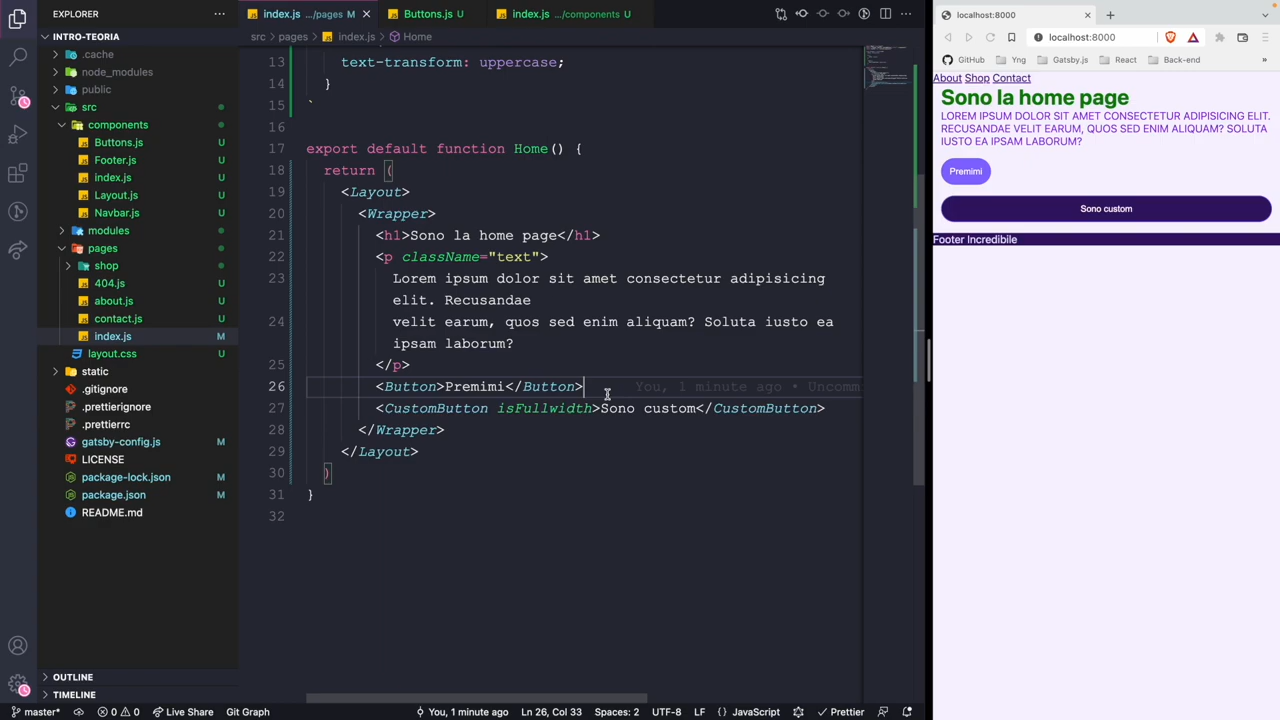 EXPLORER
INTRO-TEORIA
.cache
node_modules
public
src
components
Buttons.js U
Footer.js U
index.js U
Layout.js U
Navbar.js U
modules
pages
shop
404.js U
about.js U
contact.js U
index.js M
layout.css U
static
.gitignore
.prettierignore
.prettierrc
gatsby-config.js M
LICENSE
package-lock.json M
package.json M
README.md
OUTLINE
TIMELINE
index.js .../pages M
Buttons.js U
index.js .../components U
src > pages > index.js > Home
13 text-transform: uppercase;
14 }
15 `
16
17 export default function Home() {
18 return (
19 <Layout>
20 <Wrapper>
21 <h1>Sono la home page</h1>
22 <p className="text">
23 Lorem ipsum dolor sit amet consectetur adipisicing
elit. Recusandae
24 velit earum, quos sed enim aliquam? Soluta iusto ea
ipsam laborum?
25 </p>
26 <Button>Premimi</Button> You, 1 minute ago • Uncomm
27 <CustomButton isFullwidth>Sono custom</CustomButton>
28 </Wrapper>
29 </Layout>
30 )
31 }
32
master* 0 0 Live Share Git Graph You, 1 minute ago Ln 26, Col 33 Spaces: 2 UTF-8 LF {} JavaScript Prettier
localhost:8000
localhost:8000
GitHub Yng Gatsby.js React Back-end
About Shop Contact
Sono la home page
LOREM IPSUM DOLOR SIT AMET CONSECTETUR ADIPISICING ELIT.
RECUSANDAE VELIT EARUM, QUOS SED ENIM ALIQUAM? SOLUTA
IUSTO EA IPSAM LABORUM?
Premimi
Sono custom
Footer Incredibile